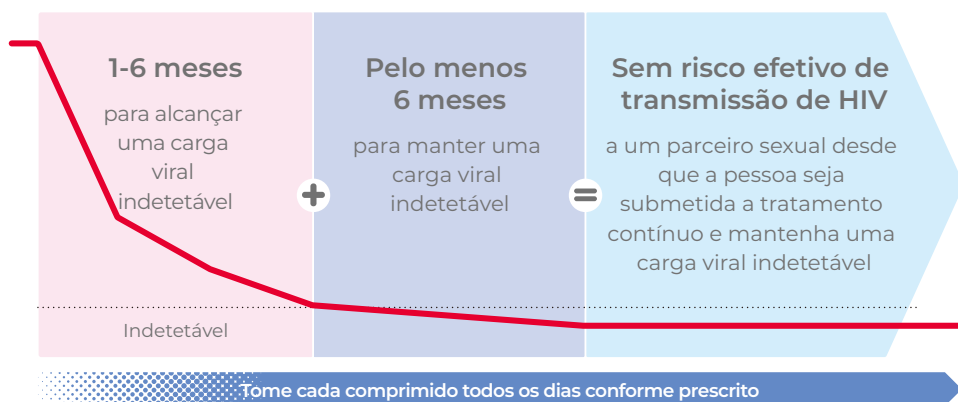 1-6 meses
para alcançar
uma carga
viral
indetetável
+
Pelo menos
6 meses
para manter uma
carga viral
indetetável
=
Sem risco efetivo de
transmissão de HIV
a um parceiro sexual desde
que a pessoa seja
submetida a tratamento
contínuo e mantenha uma
carga viral indetetável
Indetetável
Tome cada comprimido todos os dias conforme prescrito